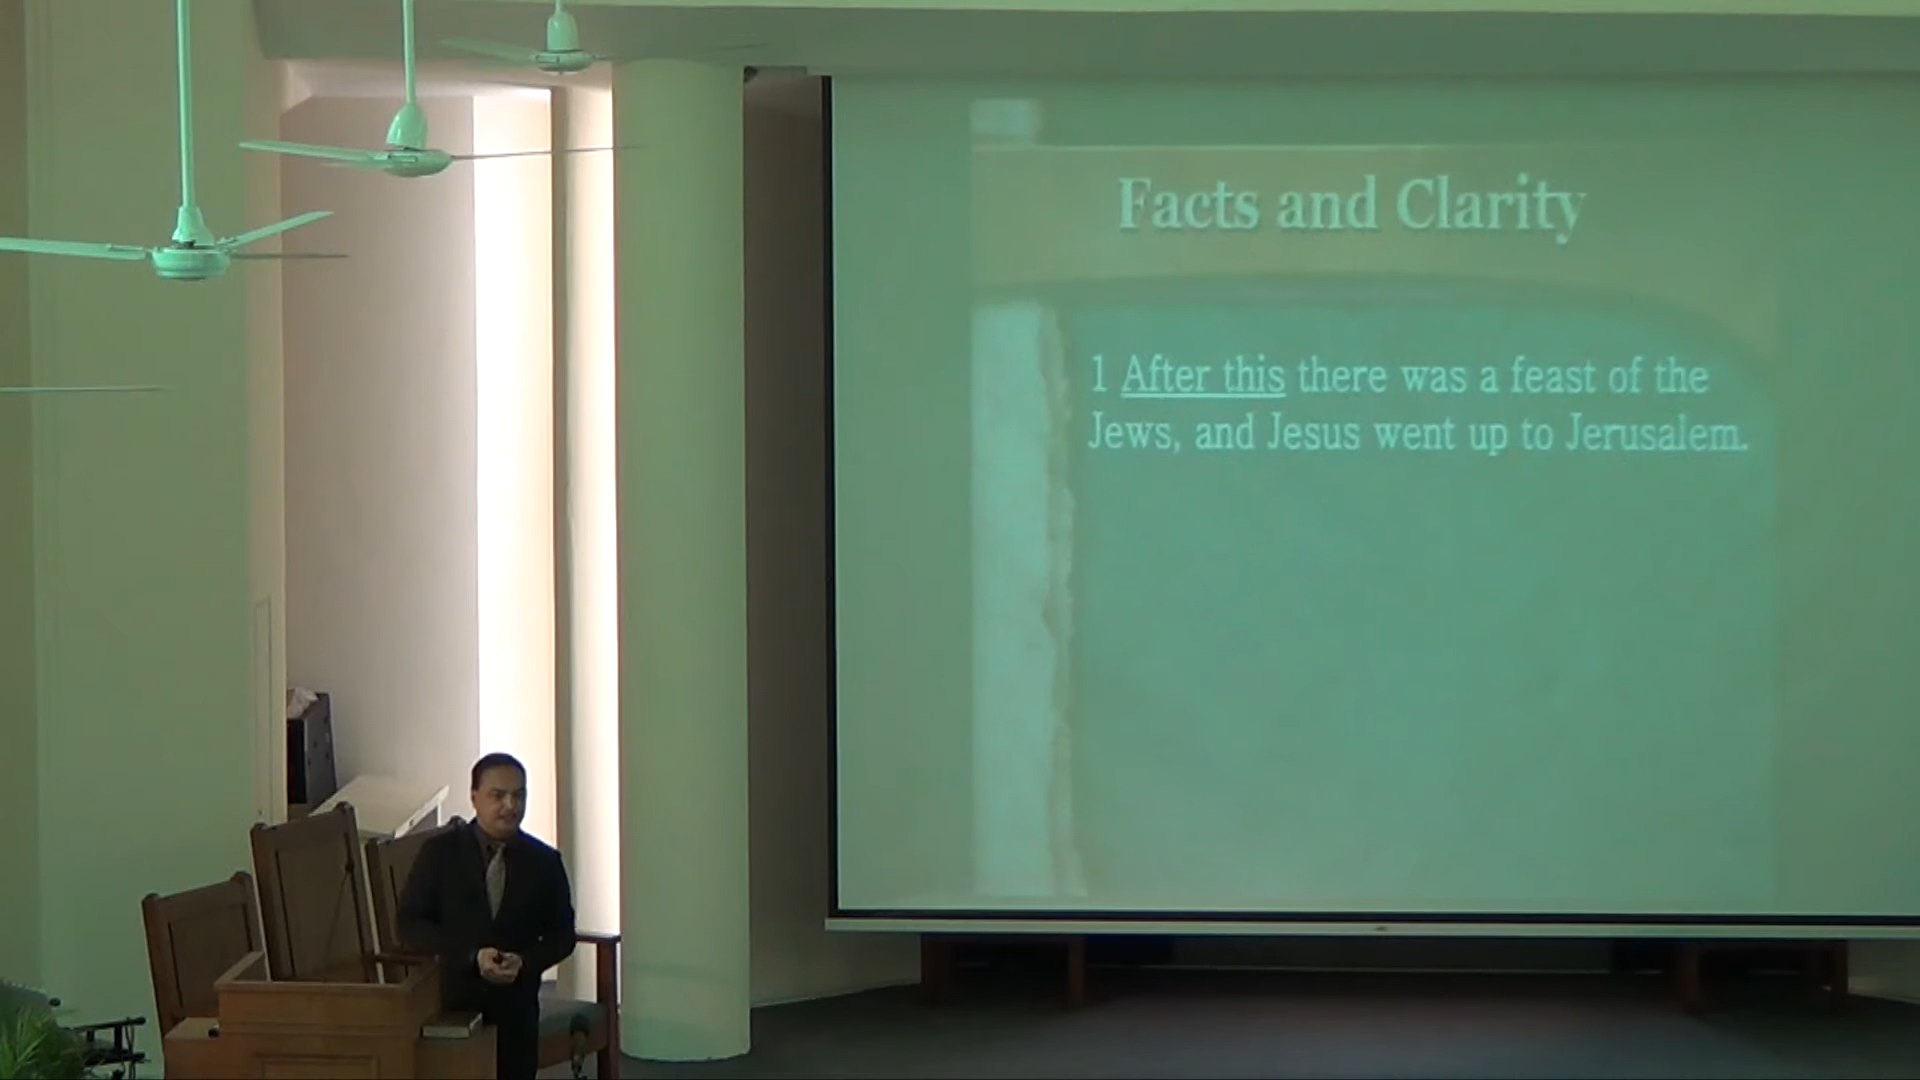 Facts and Clarity
1 After this there was a feast of the
Jews, and Jesus went up to Jerusalem.